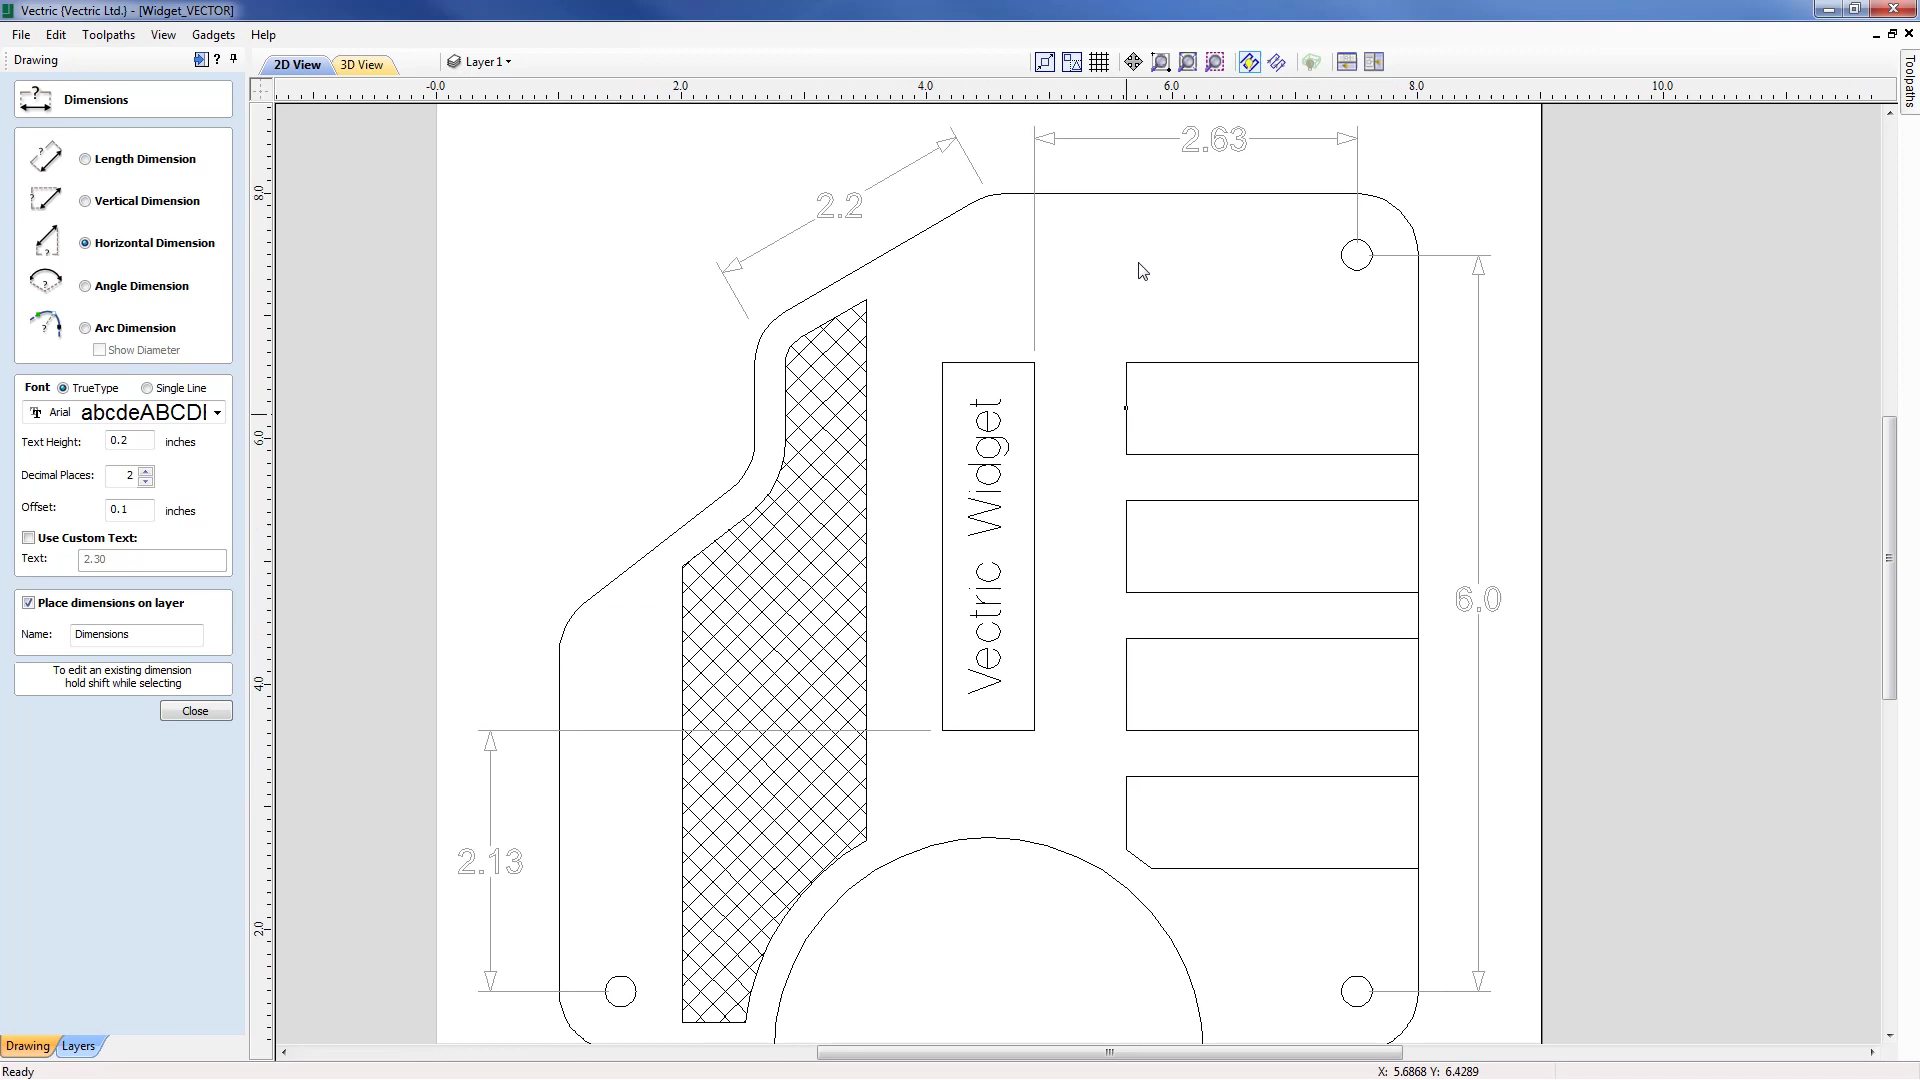 Vectric {Vectric Ltd.} - [Widget_VECTOR]
File Edit Toolpaths View Gadgets Help
Drawing ?
2D View 3D View Layer 1
Toolpaths
-0.0 2.0 4.0 6.0 8.0 10.0
8.0
6.0
4.0
2.0
Dimensions
Length Dimension
Vertical Dimension
Horizontal Dimension
Angle Dimension
Arc Dimension
Show Diameter
Font TrueType Single Line
Arial abcdeABCDI
Text Height: 0.2 inches
Decimal Places: 2
Offset: 0.1 inches
Use Custom Text:
Text: 2.30
Place dimensions on layer
Name: Dimensions
To edit an existing dimension
hold shift while selecting
Close
2.63
2.2
Vectric Widget
6.0
2.13
Drawing Layers
Ready
X: 5.6868 Y: 6.4289